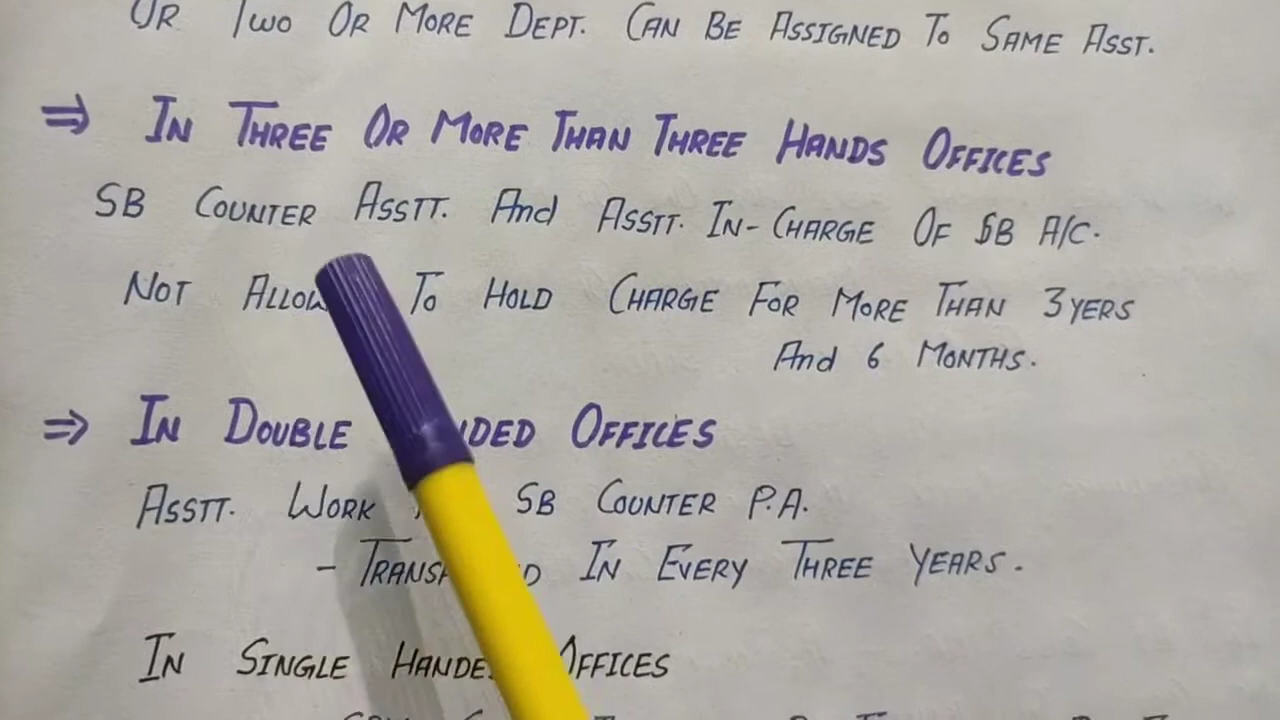 OR TWO OR MORE DEPT. CAN BE ASSIGNED TO SAME ASST.
⇒ IN THREE OR MORE THAN THREE HANDS OFFICES
SB COUNTER ASSTT. And ASSTT. IN-CHARGE OF SB A/C.
NOT TO HOLD CHARGE FOR MORE THAN 3 YERS
And 6 MONTHS.
⇒ IN DOUBLE OFFICES
ASSTT. WORK SB COUNTER P.A.
- IN EVERY THREE YEARS.
IN SINGLE OFFICES